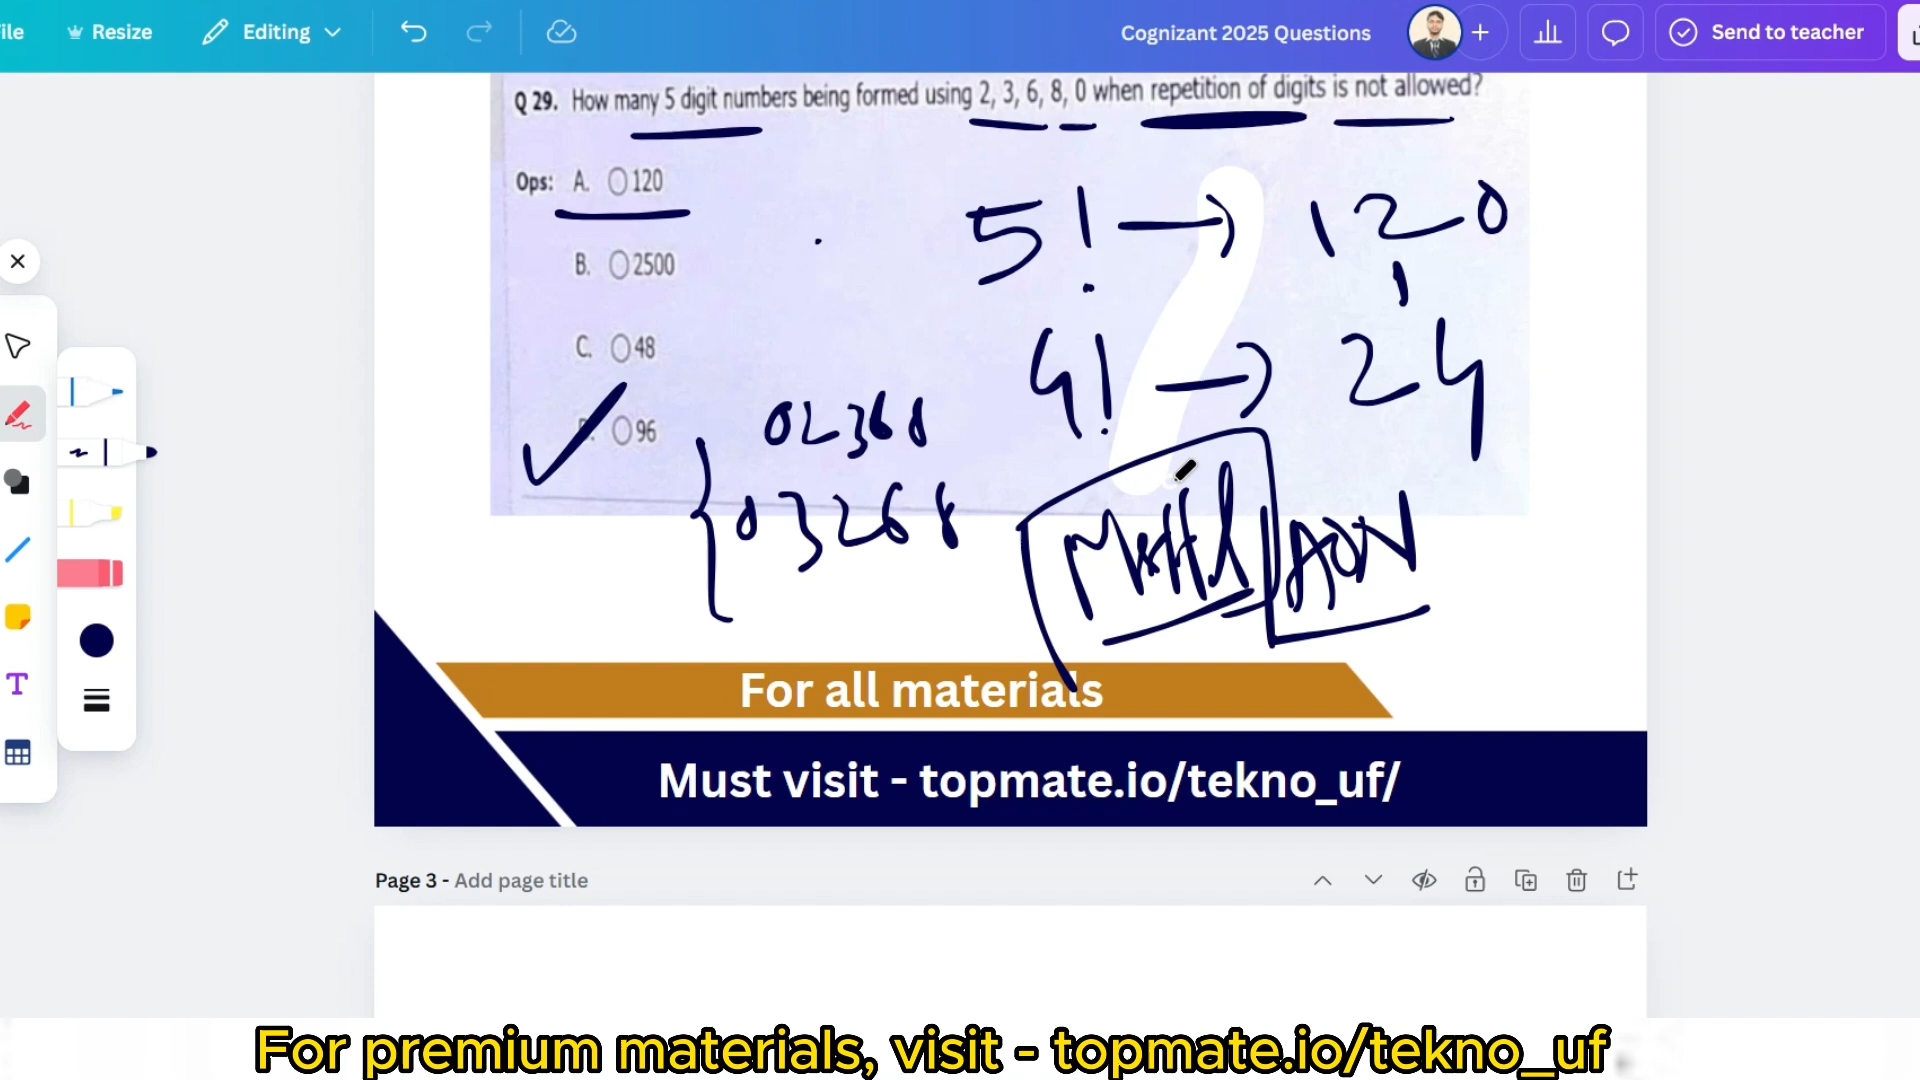 ile Resize Editing Cognizant 2025 Questions + Send to teacher
Q 29. How many 5 digit numbers being formed using 2, 3, 6, 8, 0 when repetition of digits is not allowed?
Ops: A. 120
B. 2500
C. 48
96
5! → 120
4! → 24
02368
03268
For all materials
Must visit - topmate.io/tekno_uf/
T
Page 3 - Add page title
For premium materials, visit - topmate.io/tekno_uf